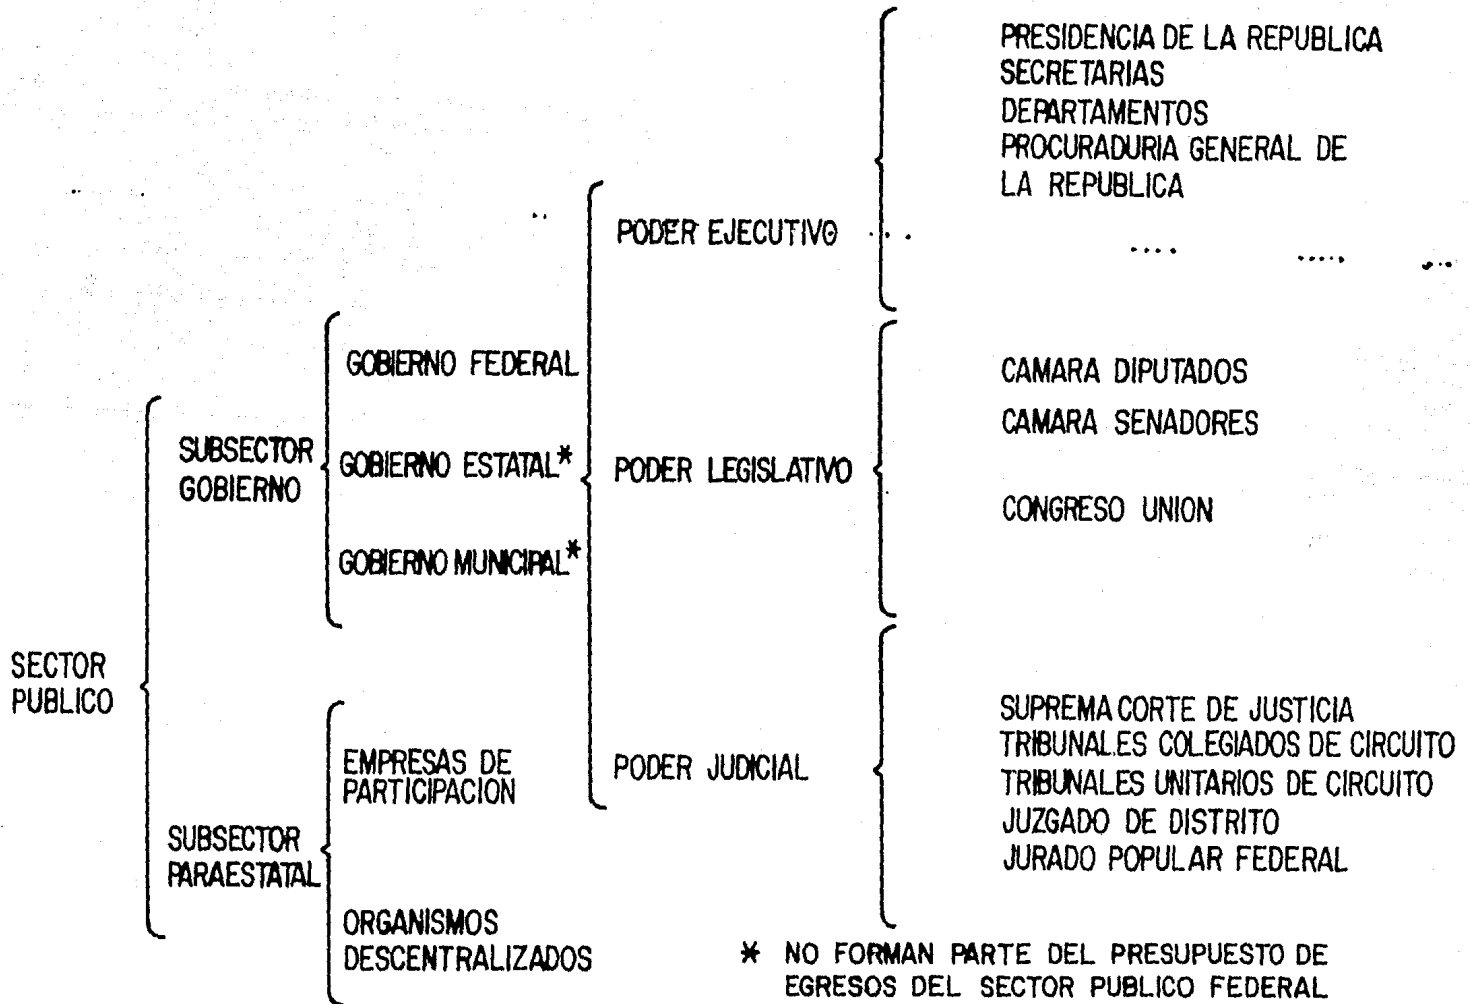 SECTOR
PUBLICO
SUBSECTOR
GOBIERNO
GOBIERNO FEDERAL
GOBIERNO ESTATAL*
GOBIERNO MUNICIPAL*
SUBSECTOR
PARAESTATAL
EMPRESAS DE
PARTICIPACION
ORGANISMOS
DESCENTRALIZADOS
PODER EJECUTIVO
PRESIDENCIA DE LA REPUBLICA
SECRETARIAS
DEPARTAMENTOS
PROCURADURIA GENERAL DE
LA REPUBLICA
PODER LEGISLATIVO
CAMARA DIPUTADOS
CAMARA SENADORES
CONGRESO UNION
PODER JUDICIAL
SUPREMA CORTE DE JUSTICIA
TRIBUNALES COLEGIADOS DE CIRCUITO
TRIBUNALES UNITARIOS DE CIRCUITO
JUZGADO DE DISTRITO
JURADO POPULAR FEDERAL
* NO FORMAN PARTE DEL PRESUPUESTO DE
EGRESOS DEL SECTOR PUBLICO FEDERAL